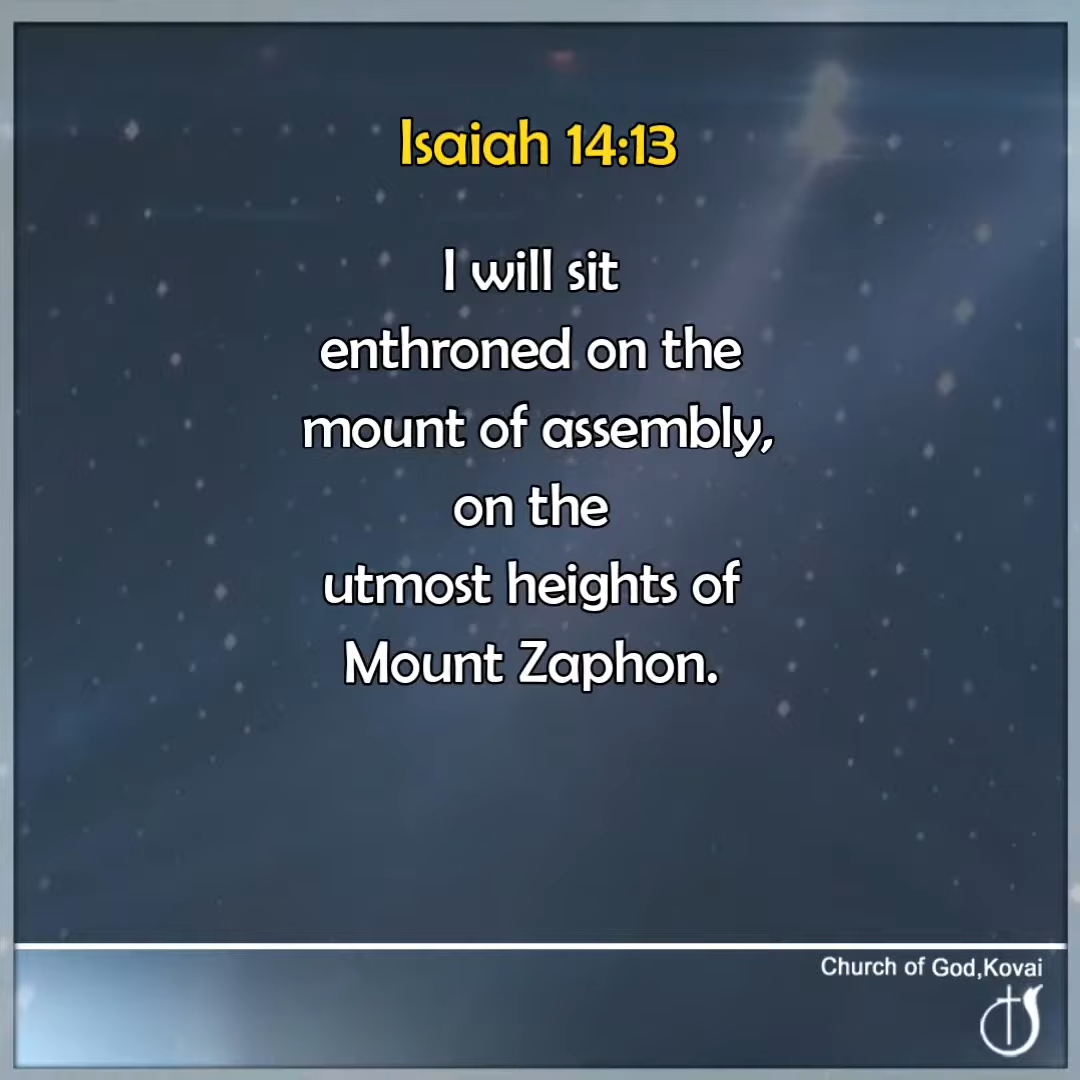 Isaiah 14:13
I will sit
enthroned on the
mount of assembly,
on the
utmost heights of
Mount Zaphon.
Church of God,Kovai